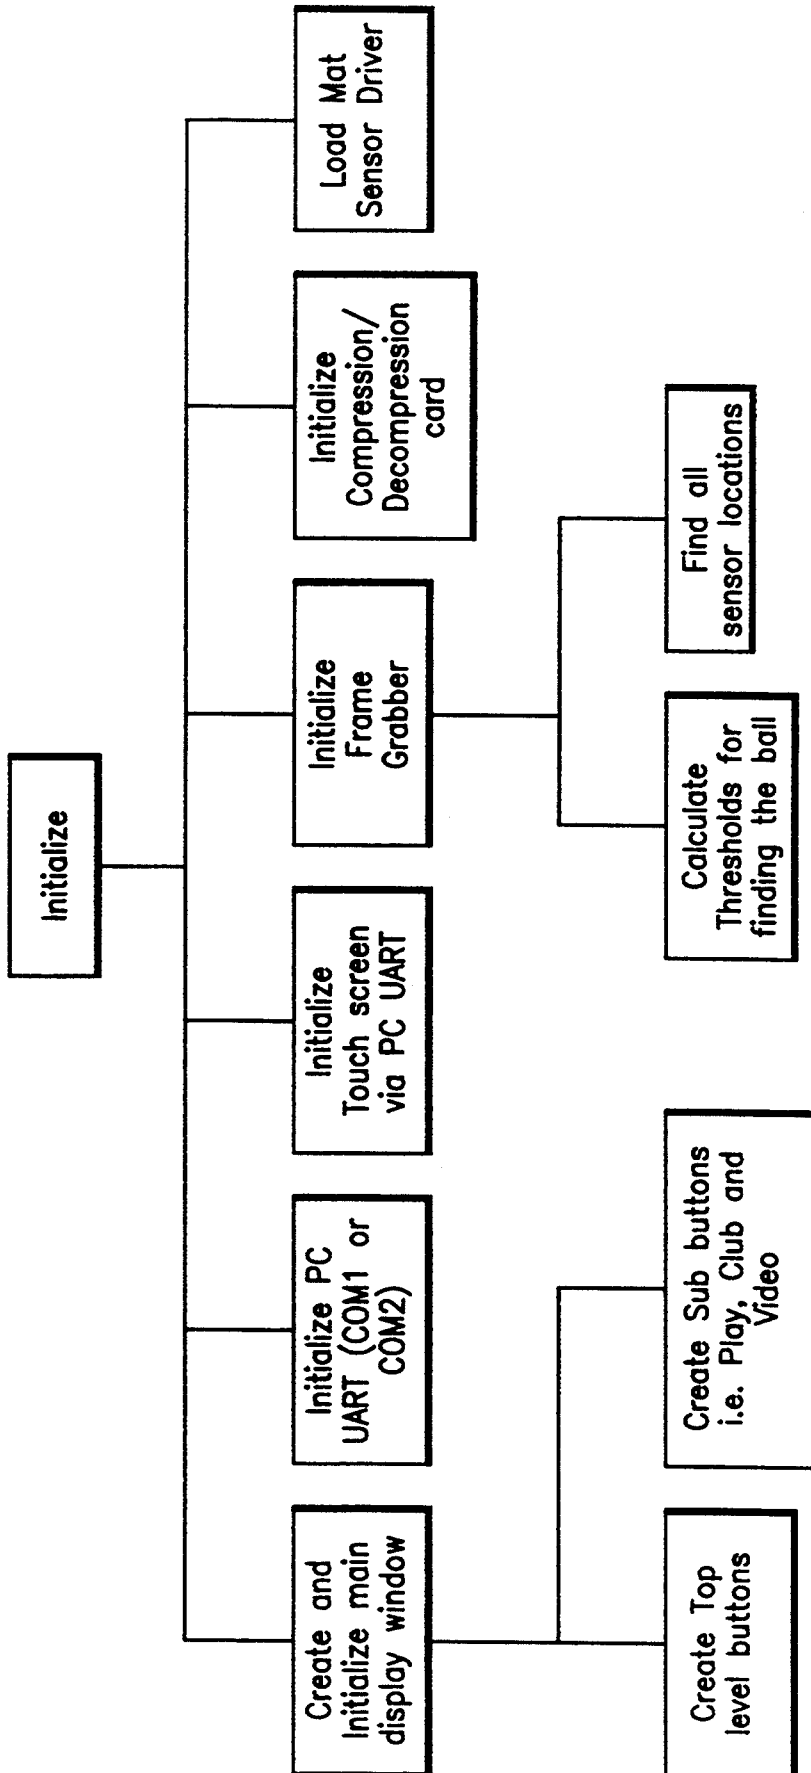 Initialize
Create and
Initialize main
display window
Initialize PC
UART (COM1 or
COM2)
Initialize
Touch screen
via PC UART
Initialize
Frame
Grabber
Initialize
Compression/
Decompression
card
Load Mat
Sensor Driver
Create Top
level buttons
Create Sub buttons
i.e. Play, Club and
Video
Calculate
Thresholds for
finding the ball
Find all
sensor locations